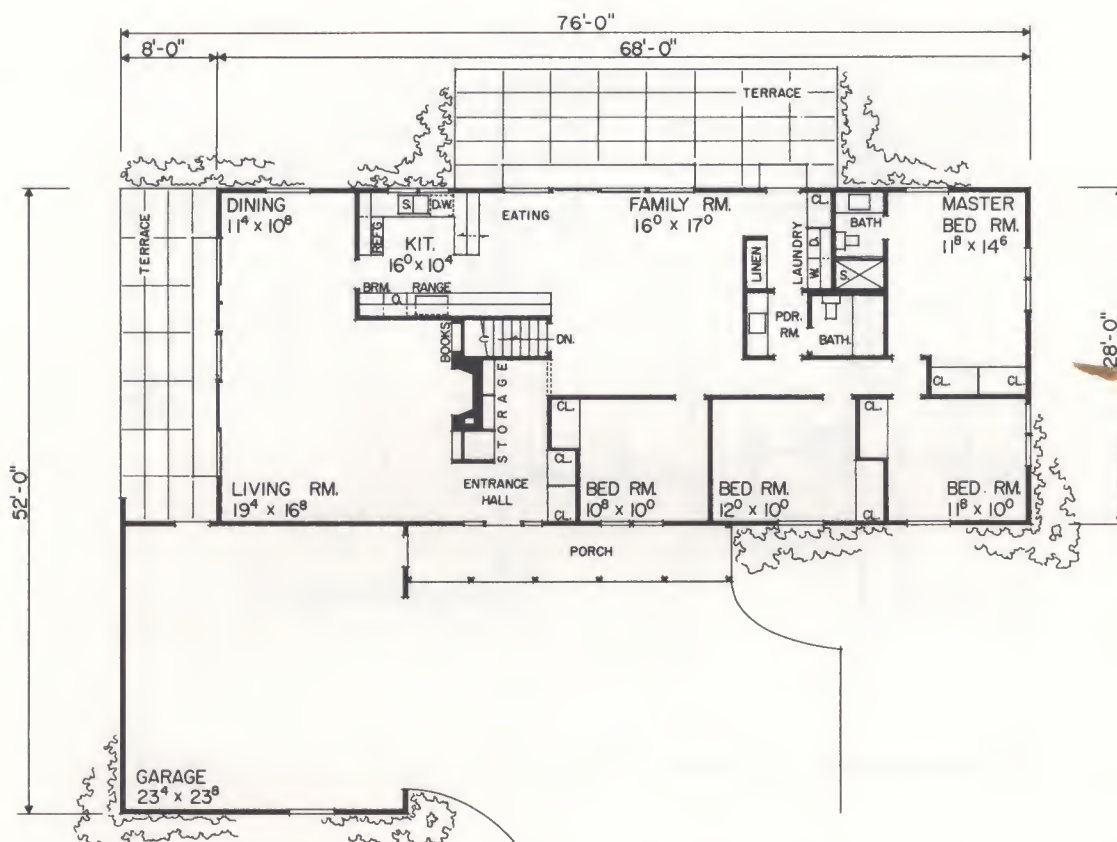 76'-0"
8'-0"
68'-0"
TERRACE
DINING
11⁴ x 10⁸
S.
D.W.
REF'G.
KIT.
16⁰ x 10⁴
EATING
FAMILY RM.
16⁰ x 17⁰
CL.
BATH
MASTER
BED RM.
11⁸ x 14⁶
TERRACE
LINEN
LAUNDRY
D.
W.
S.
BRM.
O.
RANGE
BOOKS
DN.
PDR.
RM.
BATH.
28'-0"
STORAGE
CL.
CL.
CL.
CL.
CL.
ENTRANCE
HALL
CL.
CL.
LIVING RM.
19⁴ x 16⁸
BED RM.
10⁸ x 10⁰
BED RM.
12⁰ x 10⁰
BED. RM.
11⁸ x 10⁰
52'-0"
PORCH
GARAGE
23⁴ x 23⁸